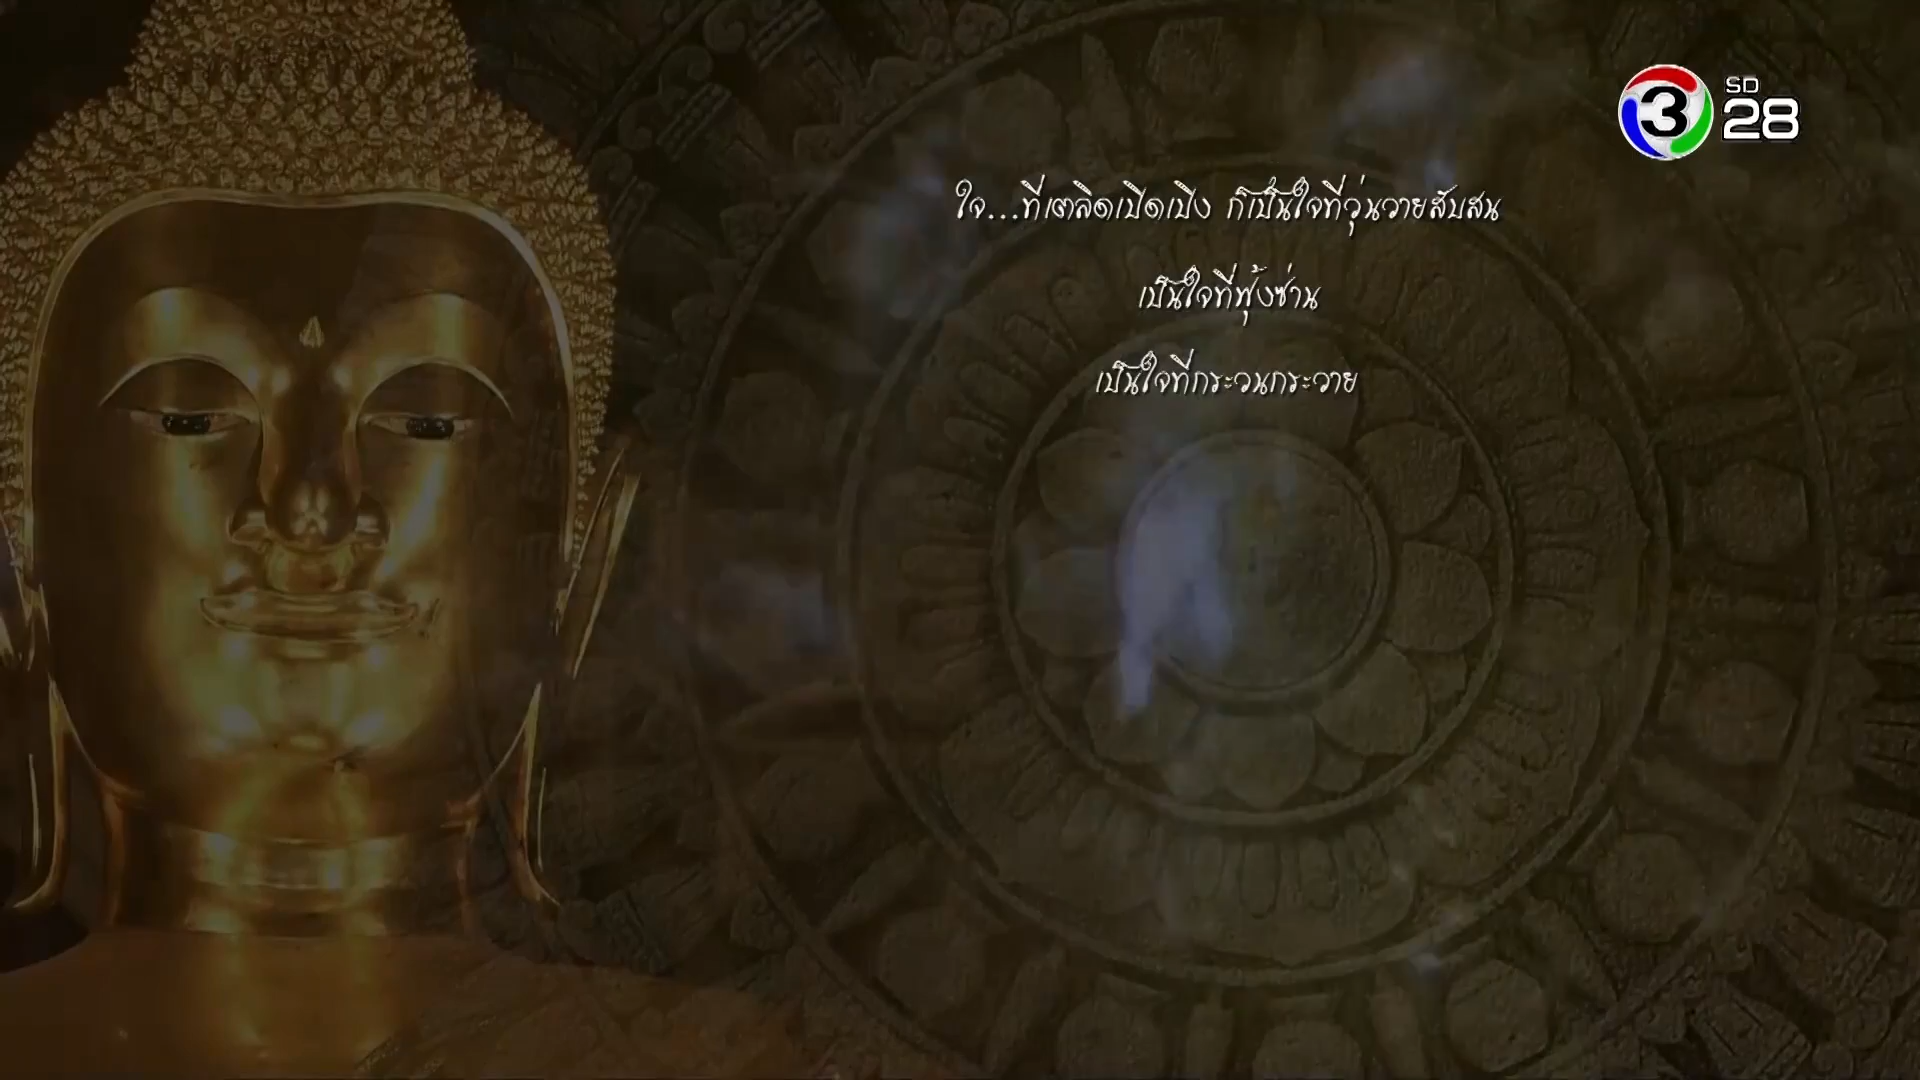 3 SD 28
ใจ...ที่เตลิดเปิดเปิง ก็เป็นใจที่วุ่นวายสับสน
เป็นใจที่ฟุ้งซ่าน
เป็นใจที่กระวนกระวาย